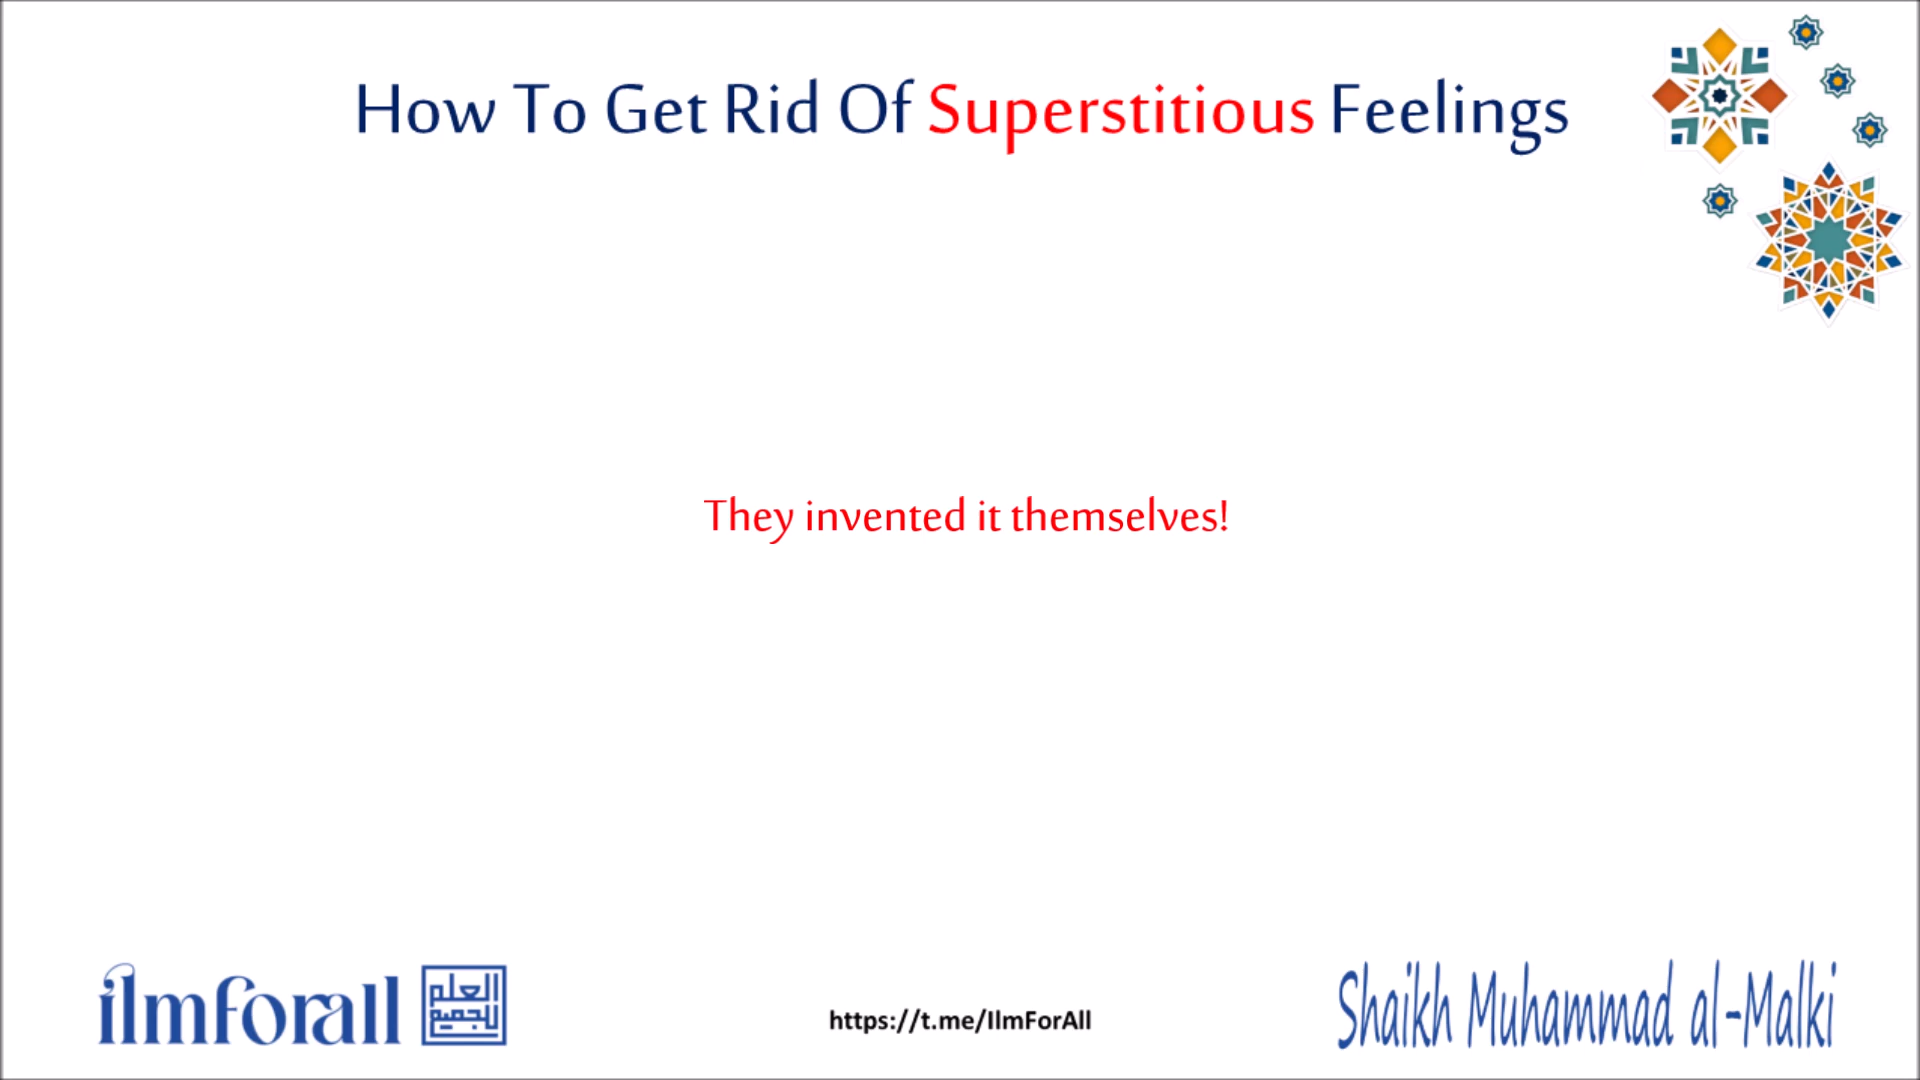 How To Get Rid Of Superstitious Feelings
They invented it themselves!
ilmforall
العلم
للجميع
https://t.me/IlmForAll
Shaikh Muhammad al-Malki